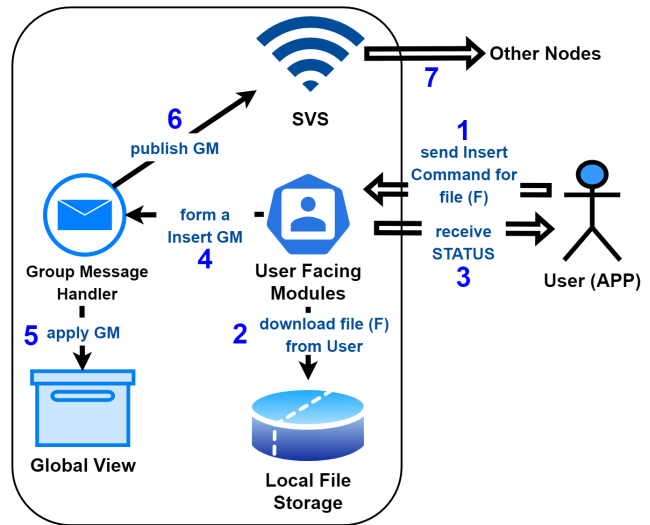 Other Nodes
7
SVS
6
publish GM
1
send Insert
Command for
file (F)
form a
Insert GM
4
receive
STATUS
3
Group Message
Handler
User Facing
Modules
User (APP)
5 apply GM
2 download file (F)
from User
Global View
Local File
Storage